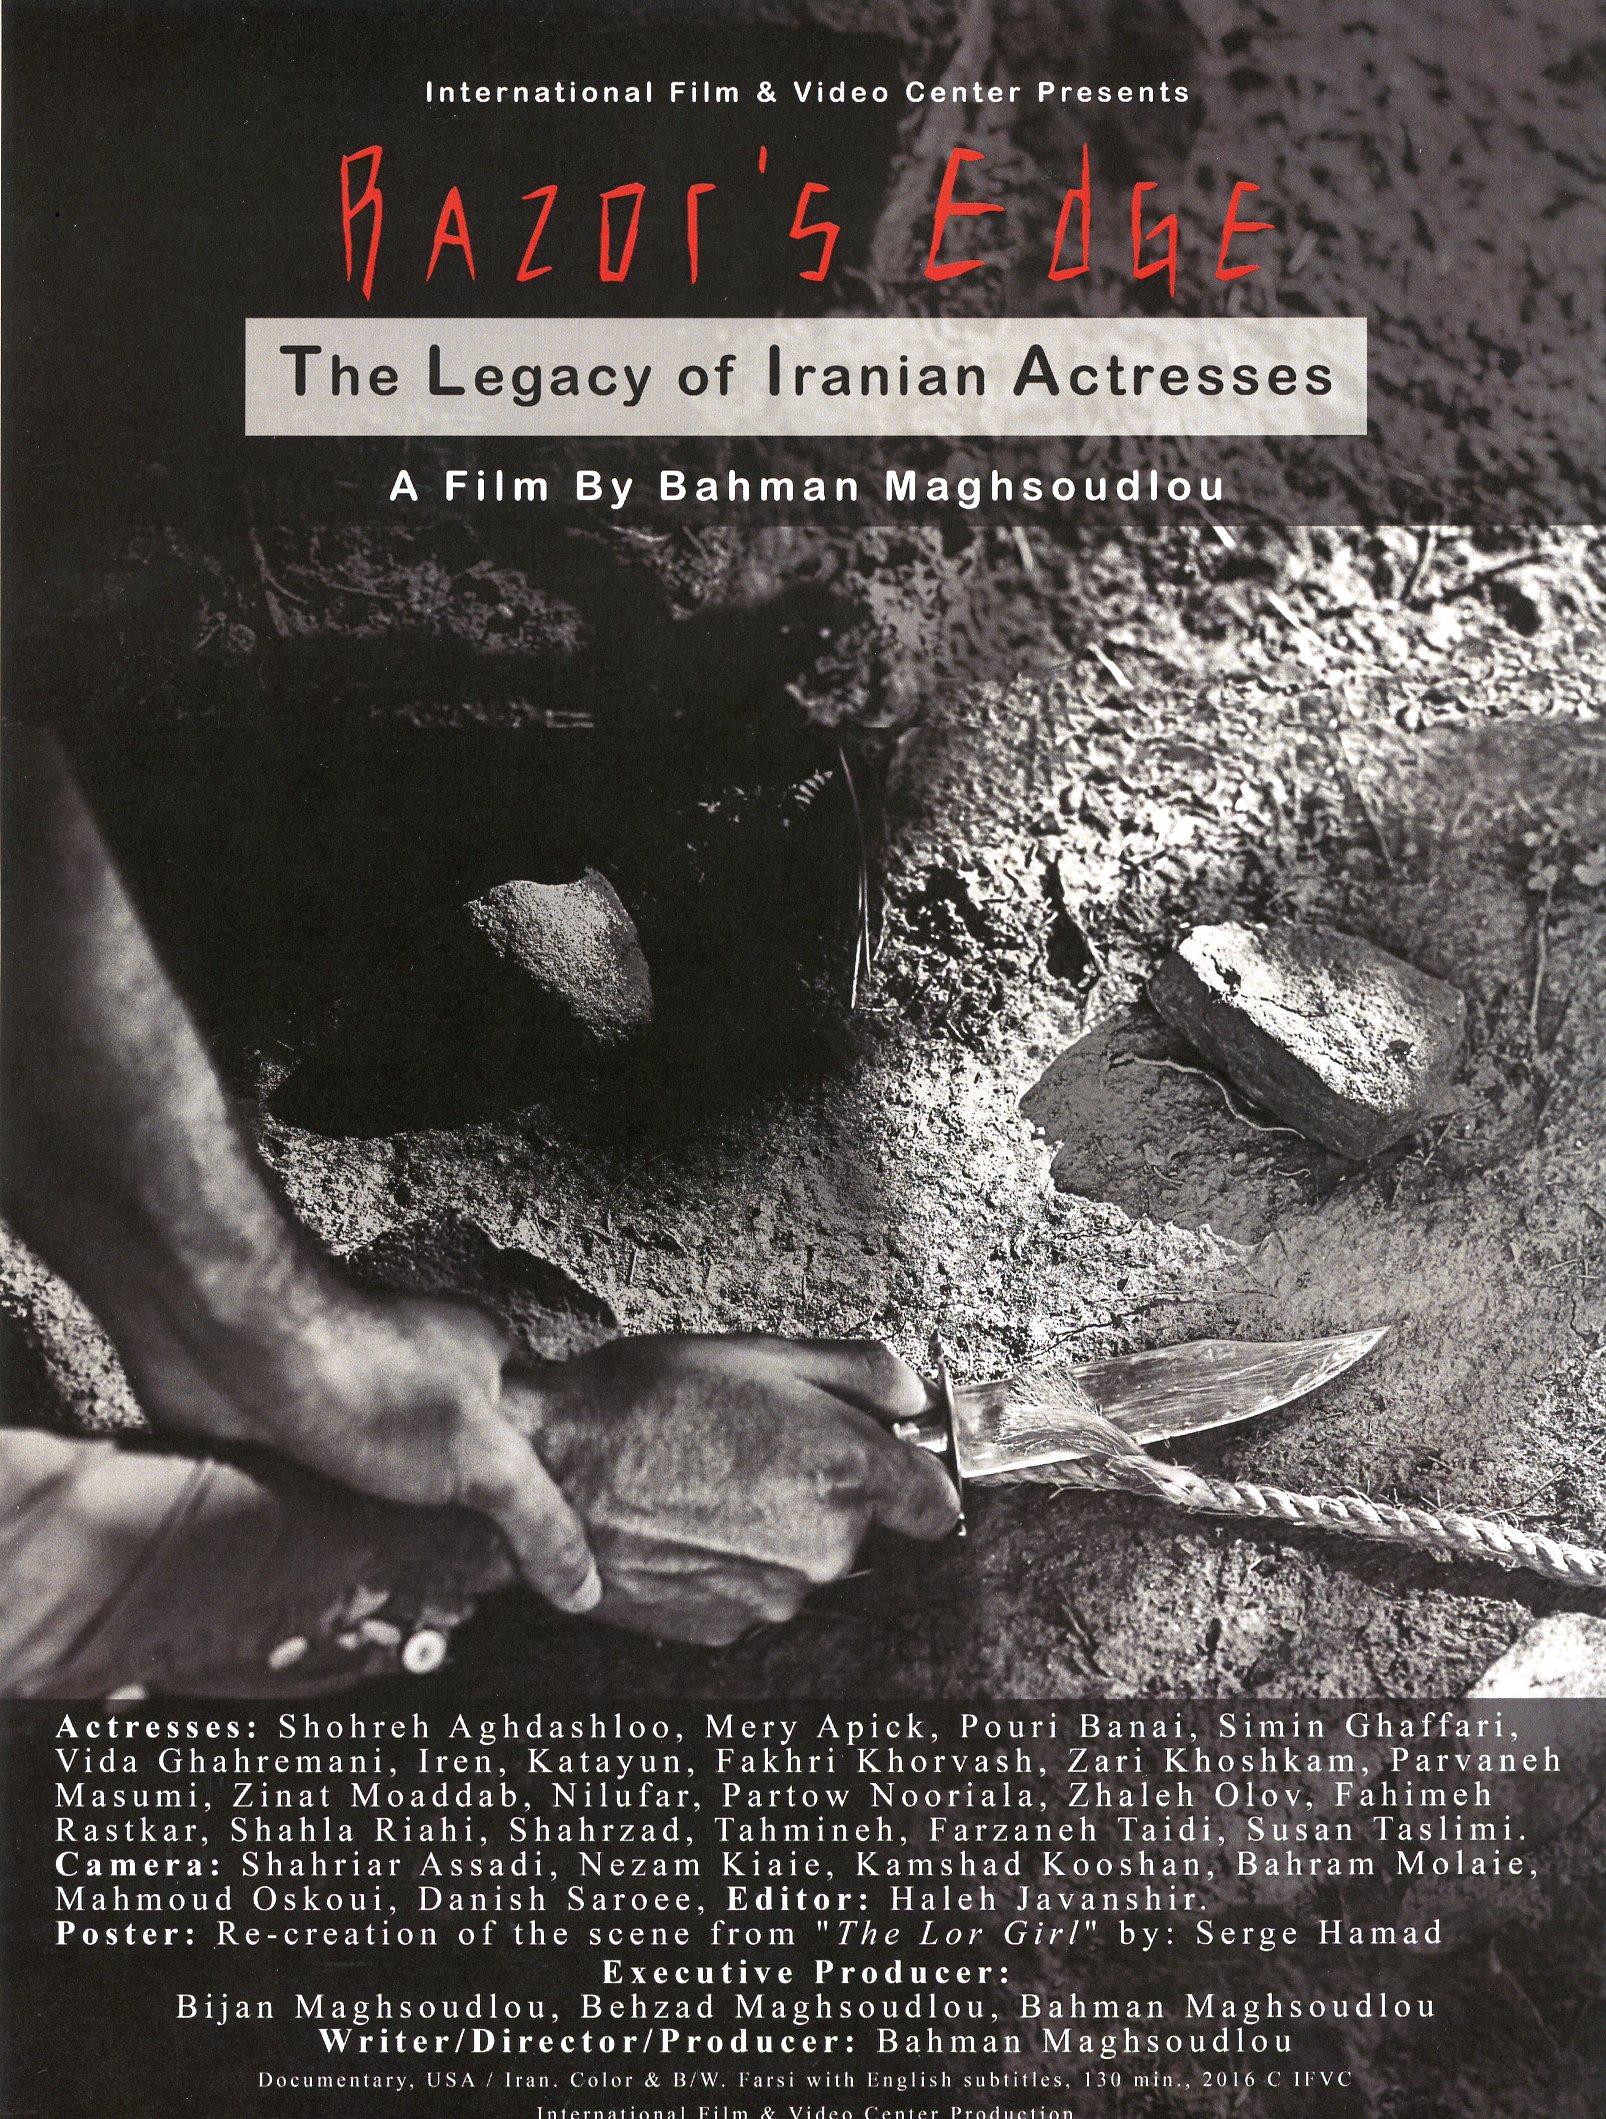 International Film & Video Center Presents
RAZOr'S EdGE
The Legacy of Iranian Actresses
A Film By Bahman Maghsoudlou
Actresses: Shohreh Aghdashloo, Mery Apick, Pouri Banai, Simin Ghaffari,
Vida Ghahremani, Iren, Katayun, Fakhri Khorvash, Zari Khoshkam, Parvaneh
Masumi, Zinat Moaddab, Nilufar, Partow Nooriala, Zhaleh Olov, Fahimeh
Rastkar, Shahla Riahi, Shahrzad, Tahmineh, Farzaneh Taidi, Susan Taslimi.
Camera: Shahriar Assadi, Nezam Kiaie, Kamshad Kooshan, Bahram Molaie,
Mahmoud Oskoui, Danish Saroee, Editor: Haleh Javanshir.
Poster: Re-creation of the scene from "The Lor Girl" by: Serge Hamad
Executive Producer:
Bijan Maghsoudlou, Behzad Maghsoudlou, Bahman Maghsoudlou
Writer/Director/Producer: Bahman Maghsoudlou
Documentary, USA / Iran. Color & B/W. Farsi with English subtitles, 130 min., 2016 C IFVC
International Film & Video Center Production